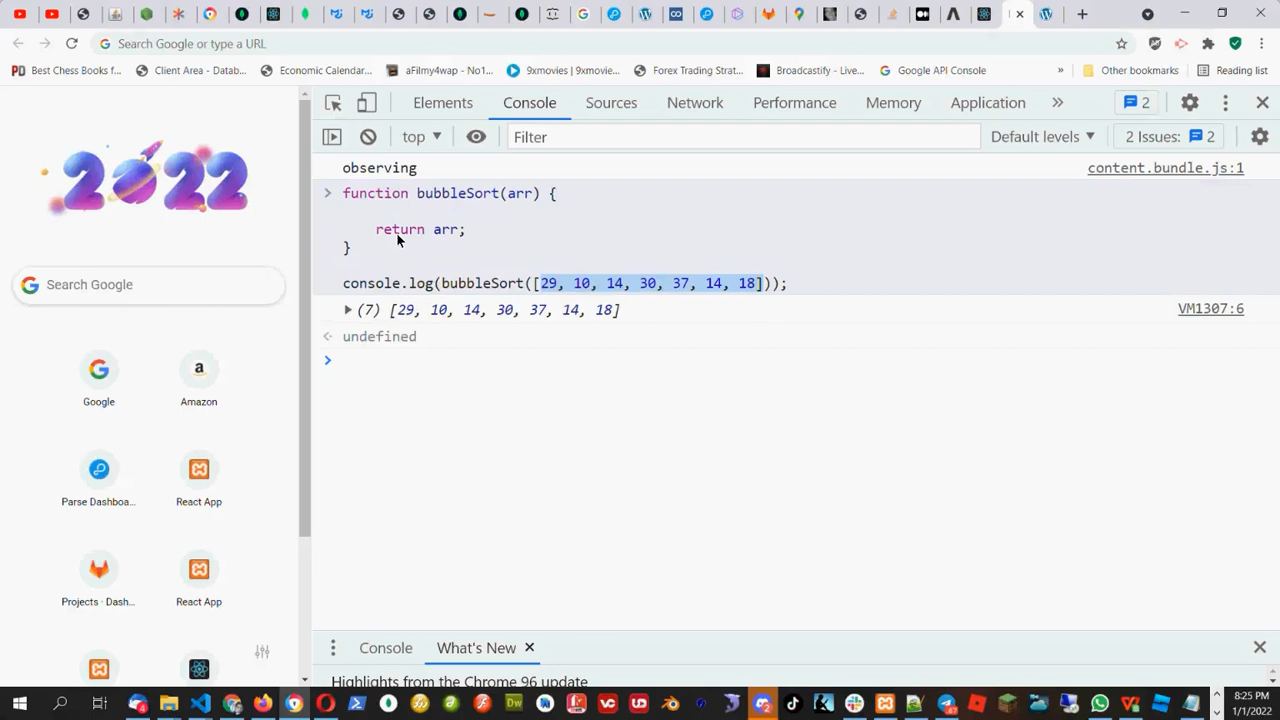 Search Google or type a URL
Best Chess Books f...
Client Area - Datab...
Economic Calendar...
aFilmy4wap - No1...
9xmovies... @9xmovie...
Forex Trading Strat...
Broadcastify - Live...
Google API Console
»
Other bookmarks
Reading list
Elements
Console
Sources
Network
Performance
Memory
Application
»
2
top
Filter
Default levels
2 Issues:
2
observing
content.bundle.js:1
function bubbleSort(arr) {
return arr;
}
console.log(bubbleSort([29, 10, 14, 30, 37, 14, 18]));
(7) [29, 10, 14, 30, 37, 14, 18]
VM1307:6
undefined
2022
Search Google
Google
Amazon
Parse Dashboa...
React App
Projects · Dash...
React App
Console
What's New
Highlights from the Chrome 96 update
8:25 PM
1/1/2022